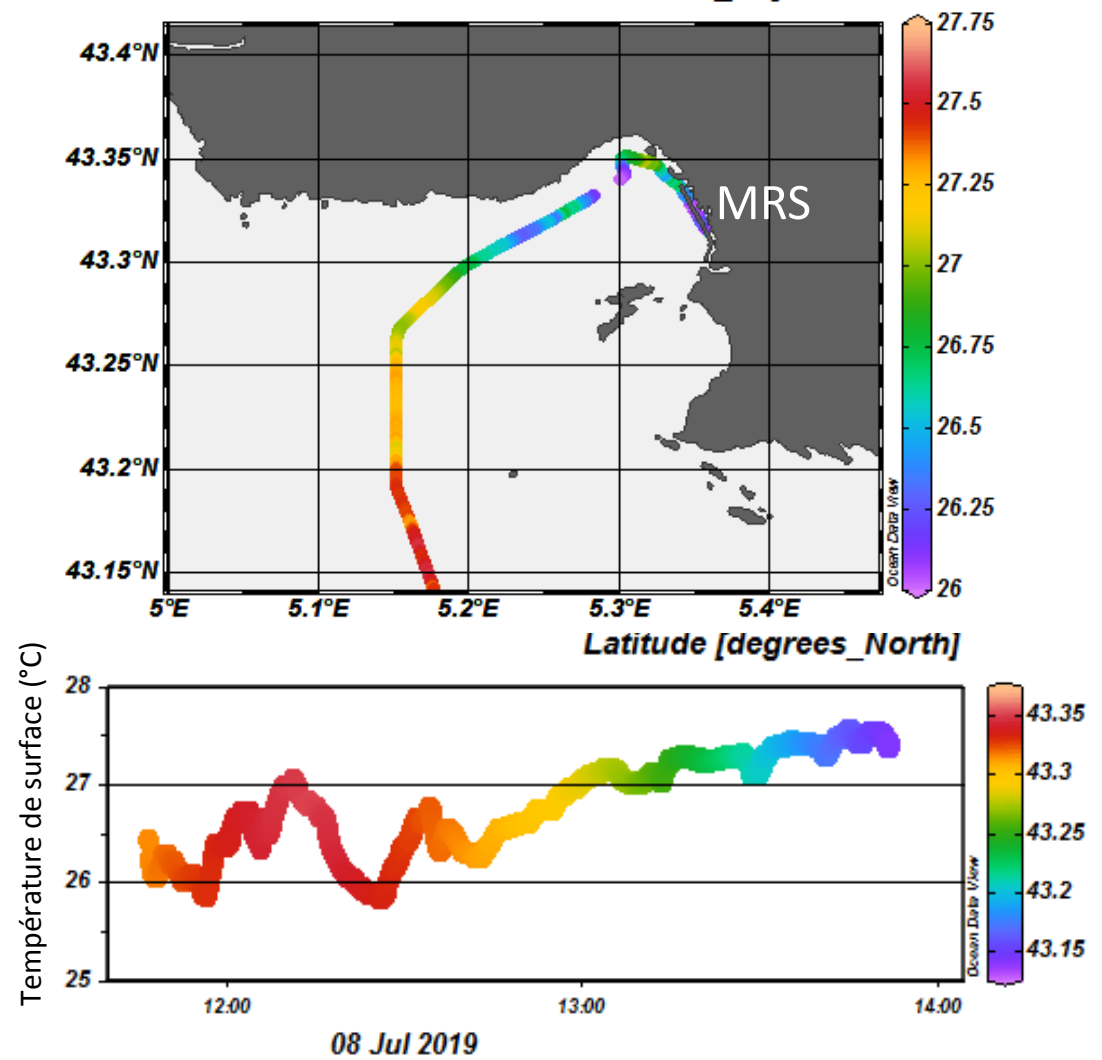 27.75
43.4°N
27.5
43.35°N
27.25
MRS
43.3°N
27
26.75
43.25°N
26.5
43.2°N
26.25
Ocean Data View
43.15°N
26
5°E
5.1°E
5.2°E
5.3°E
5.4°E
Latitude [degrees_North]
Température de surface (°C)
28
43.35
27
43.3
43.25
26
43.2
Ocean Data View
43.15
25
12:00
13:00
14:00
08 Jul 2019